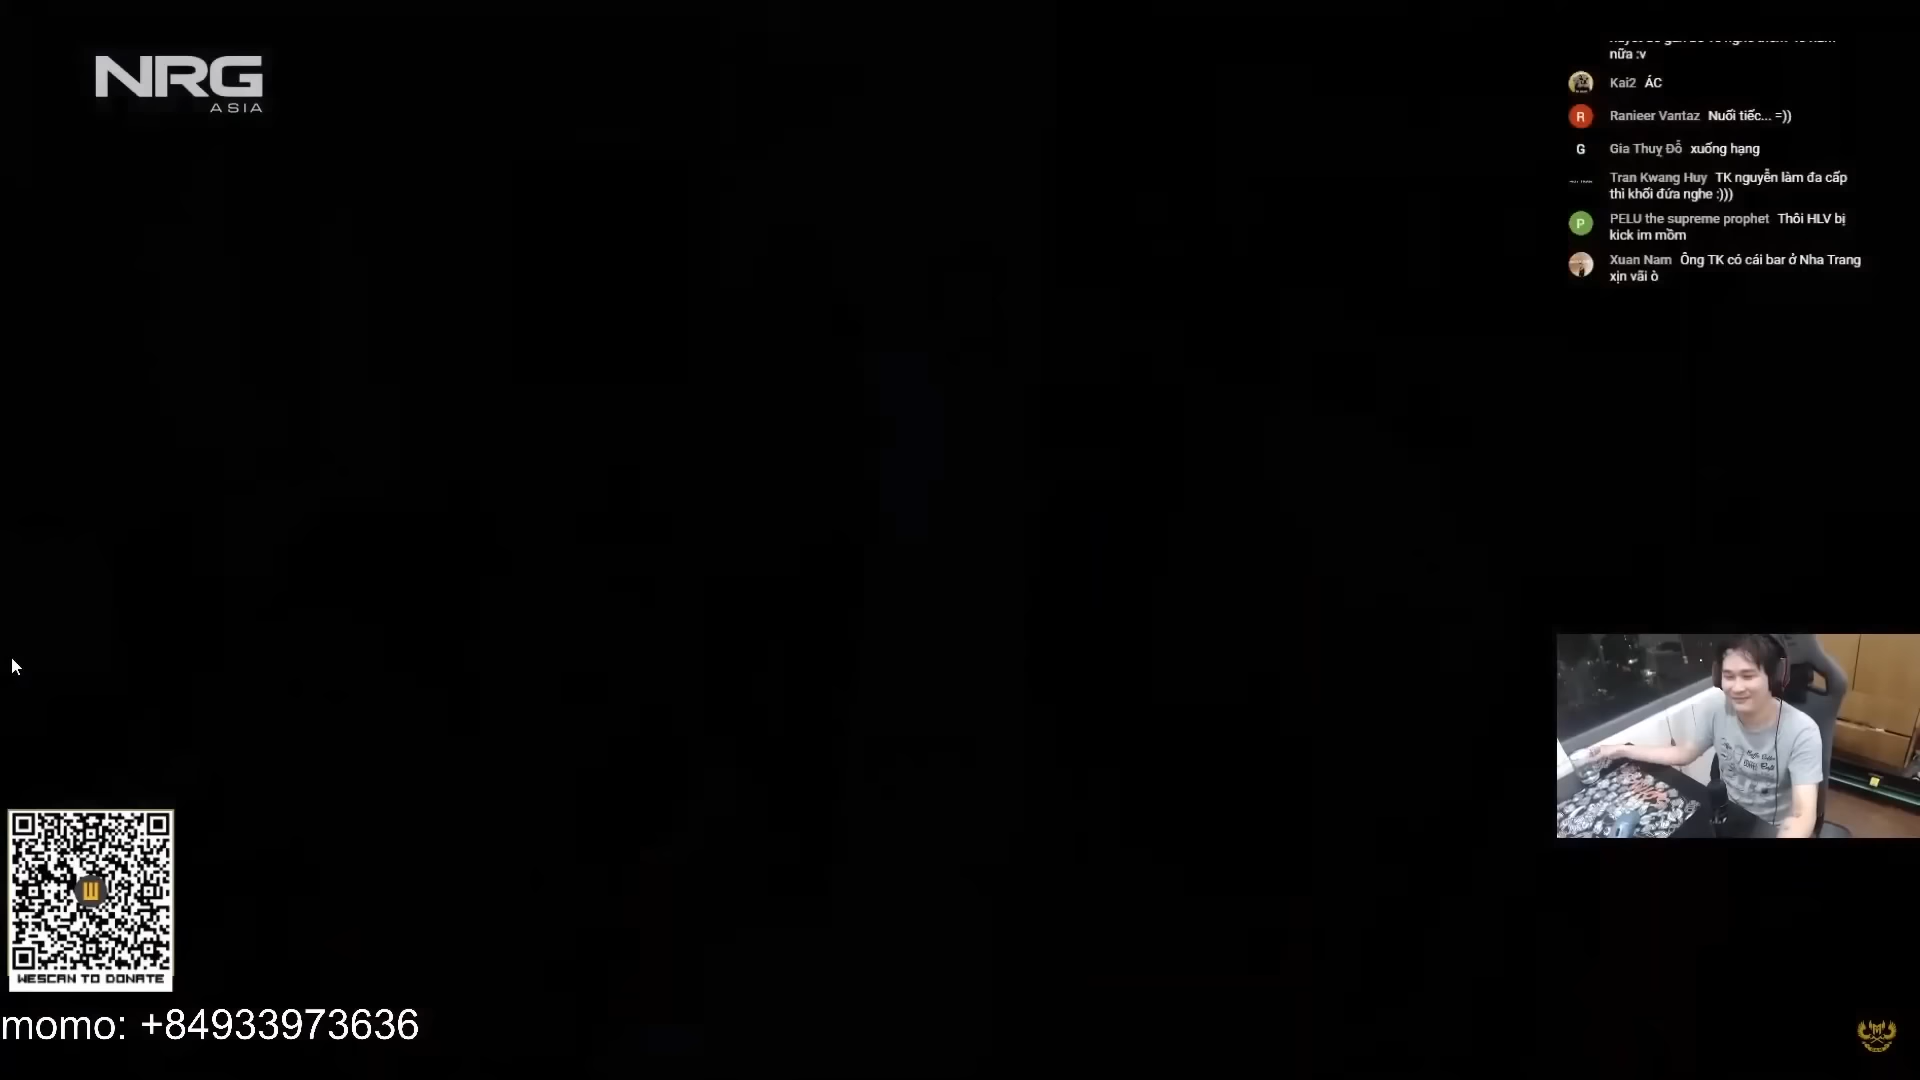 NRG
ASIA
nữa :v
Kai2 ÁC
Ranieer Vantaz Nuối tiếc... =))
G
Gia Thuỵ Đỗ xuống hạng
R
Tran Kwang Huy TK nguyễn làm đa cấp
thì khối đứa nghe :)))
P
PELU the supreme prophet Thôi HLV bị
kick im mồm
Xuan Nam Ông TK có cái bar ở Nha Trang
xịn vãi ò
WESCAN TO DONATE
momo: +84933973636